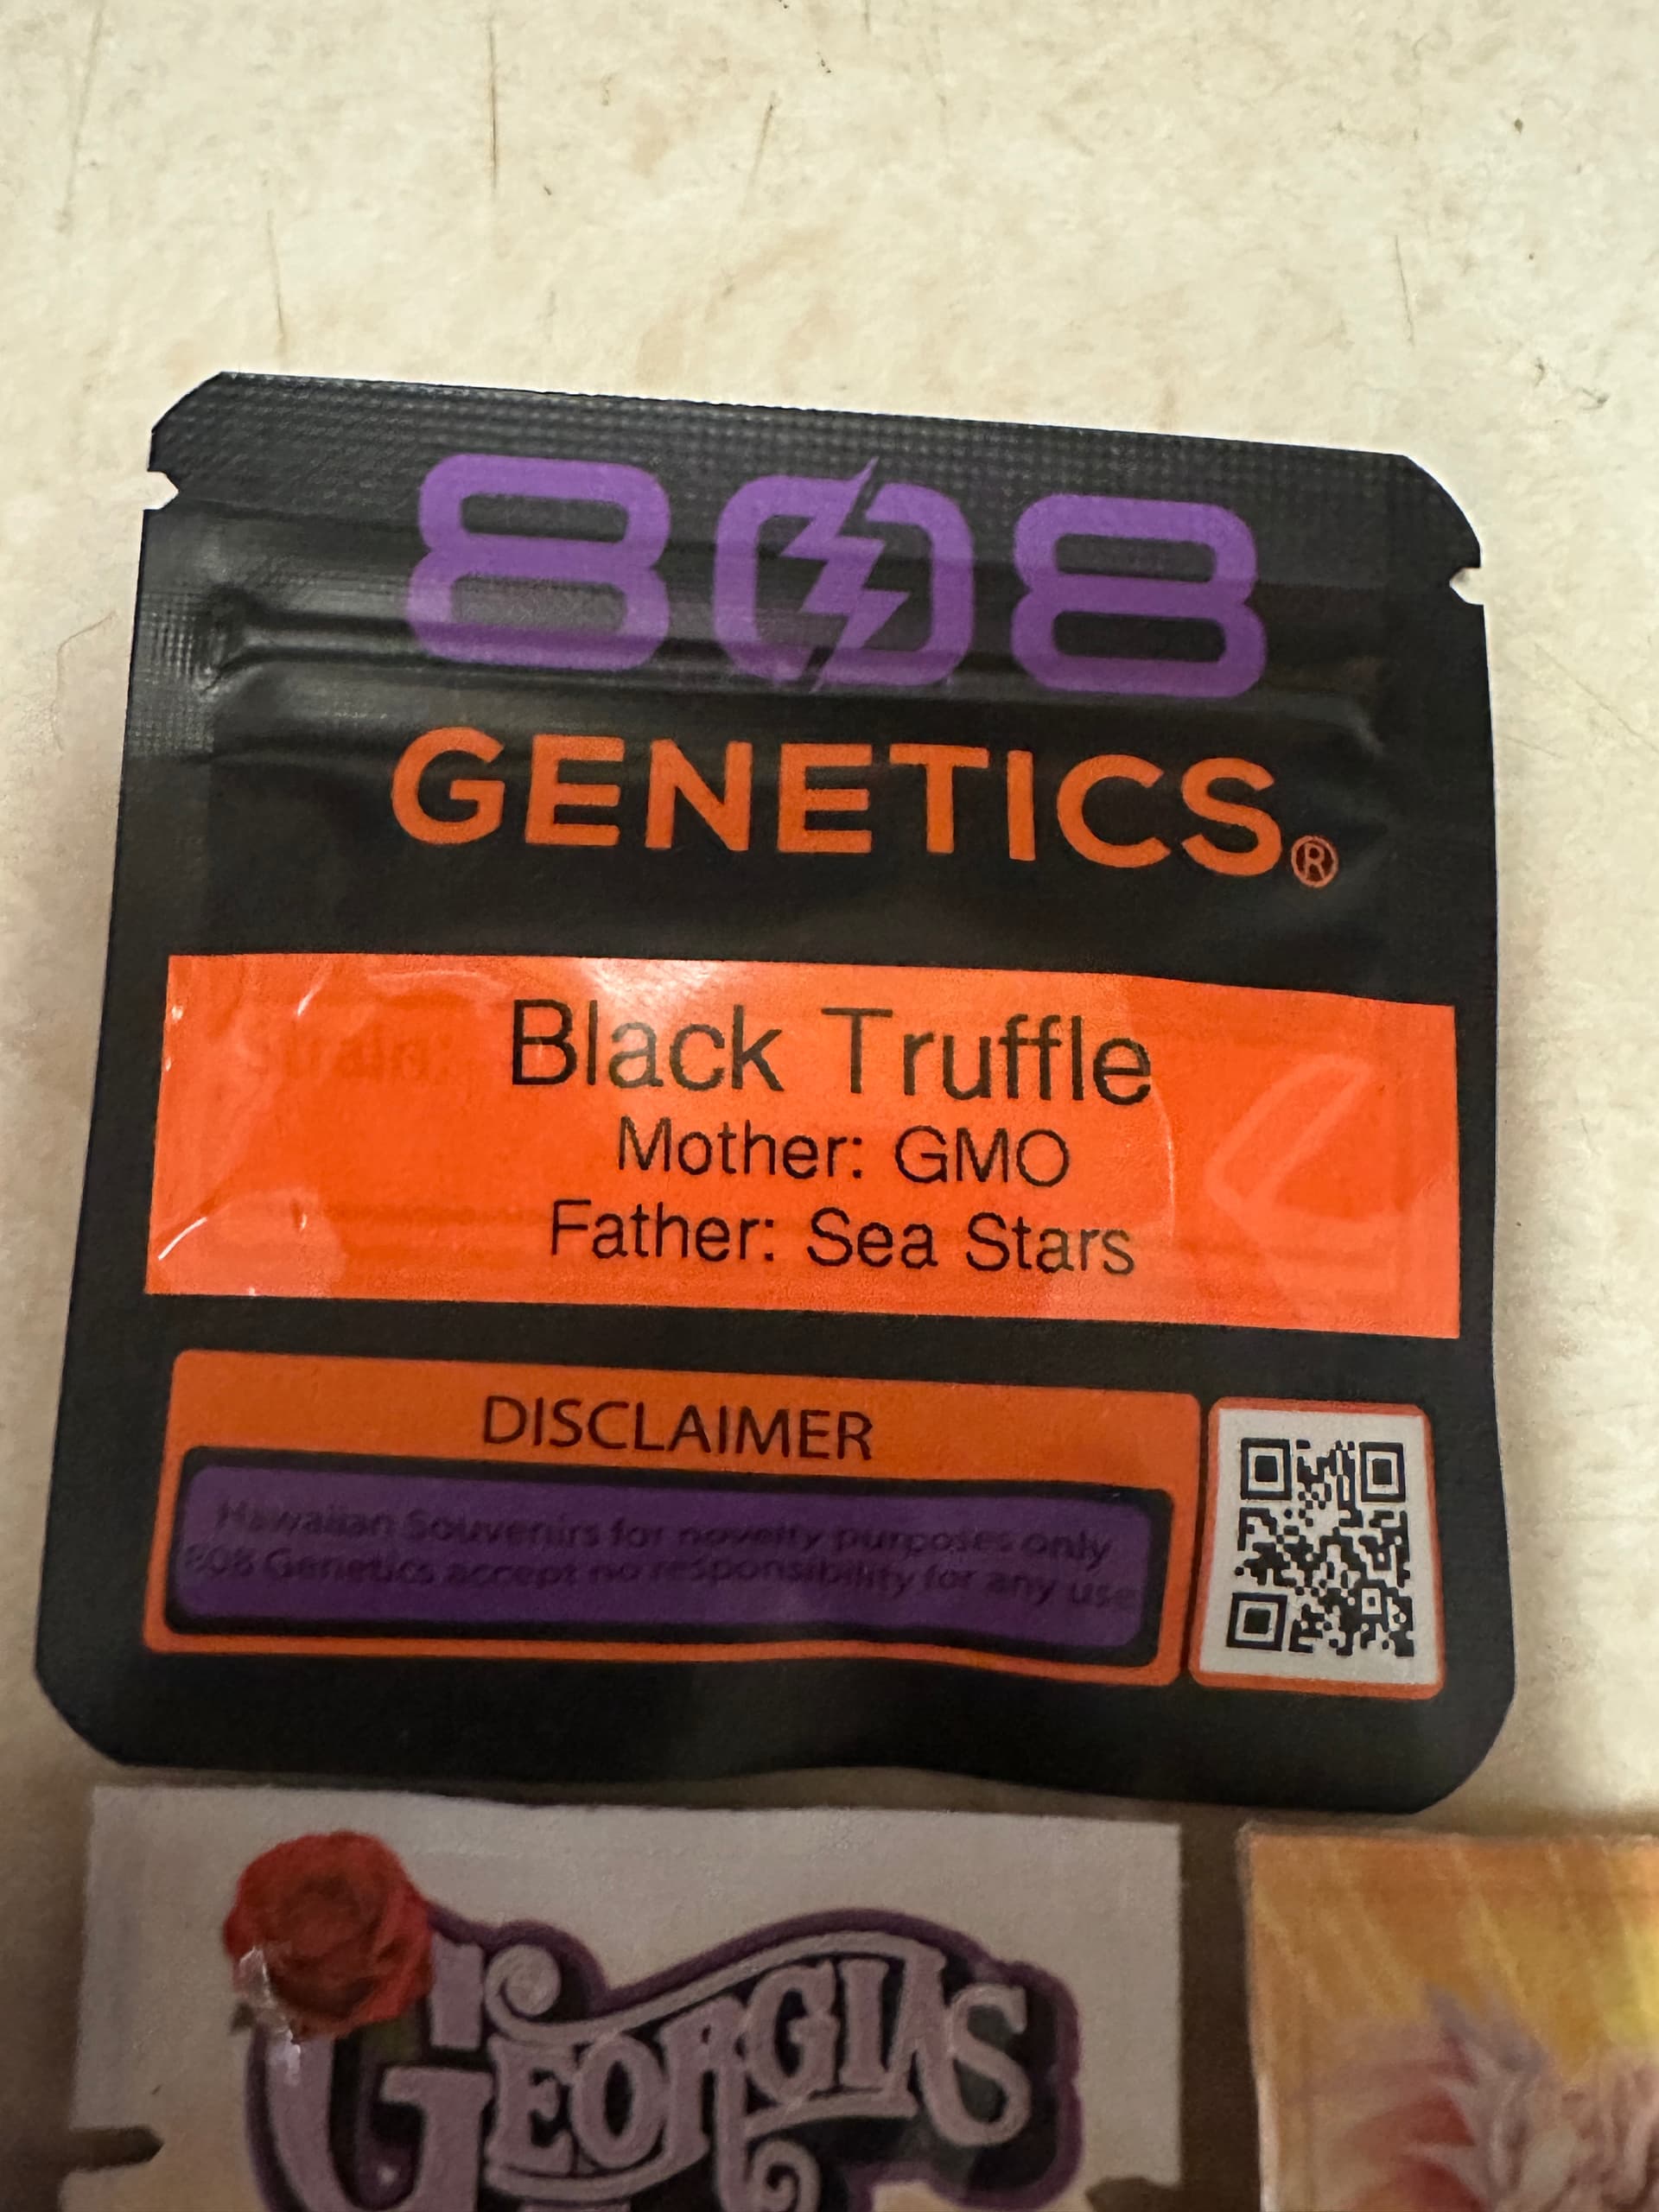 808
GENETICS®
Strain:
Black Truffle
Mother: GMO
Father: Sea Stars
DISCLAIMER
Hawaiian Souvenirs for novelty purposes only
808 Genetics accept no responsibility for any use
GEORGIAS